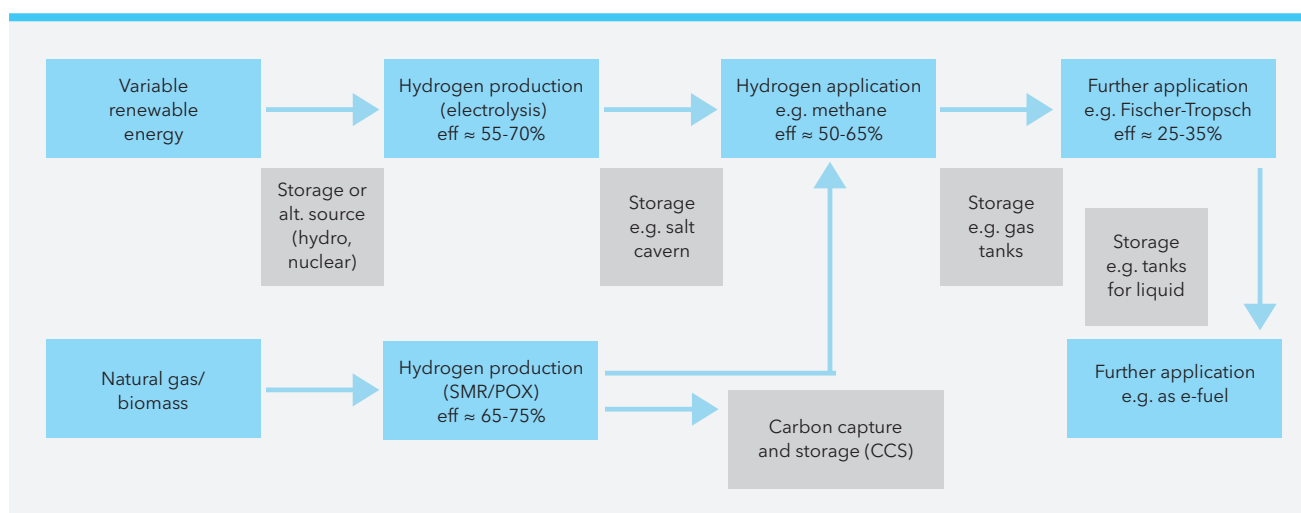 Variable
renewable
energy
Hydrogen production
(electrolysis)
eff ≈ 55-70%
Hydrogen application
e.g. methane
eff ≈ 50-65%
Further application
e.g. Fischer-Tropsch
eff ≈ 25-35%
Storage or
alt. source
(hydro,
nuclear)
Storage
e.g. salt
cavern
Storage
e.g. gas
tanks
Storage
e.g. tanks
for liquid
Natural gas/
biomass
Hydrogen production
(SMR/POX)
eff ≈ 65-75%
Carbon capture
and storage (CCS)
Further application
e.g. as e-fuel